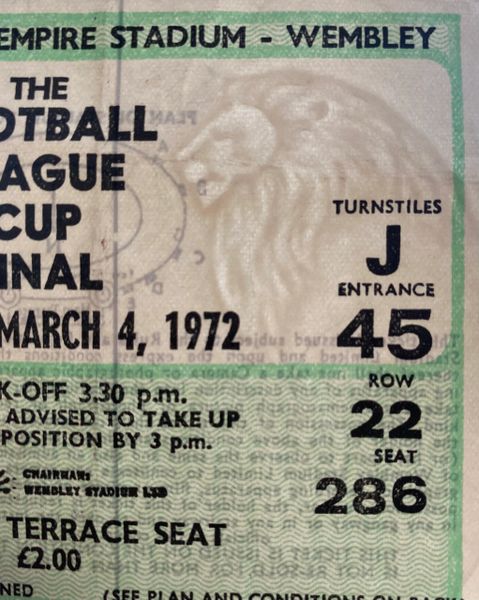 EMPIRE STADIUM - WEMBLEY
THE
OTBALL
AGUE
CUP
INAL
MARCH 4, 1972
K-OFF 3.30 p.m.
ADVISED TO TAKE UP
POSITION BY 3 p.m.
CHAIRMAN:
WEMBLEY STADIUM LTD
TERRACE SEAT
£2.00
NED
(SEE PLAN AND CONDITIONS ON BACK
TURNSTILES
J
ENTRANCE
45
ROW
22
SEAT
286